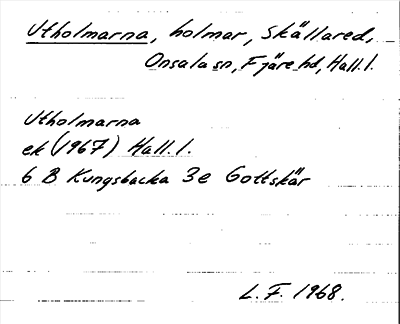 Utholmarna, holmar, Skällared,
Onsala sn, Fjäre hd, Hall. l.
Utholmarna
ek (1967) Hall. l.
6 B Kungsbacka 3e Gottskär
L. F. 1968.